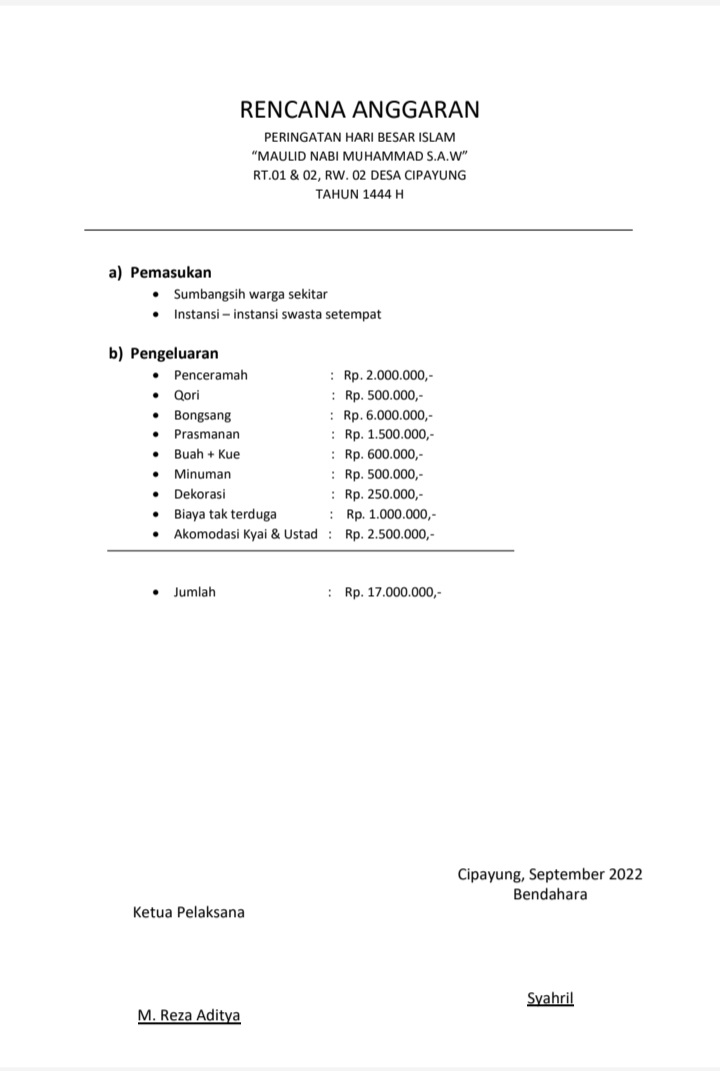 RENCANA ANGGARAN
PERINGATAN HARI BESAR ISLAM
“MAULID NABI MUHAMMAD S.A.W”
RT.01 & 02, RW. 02 DESA CIPAYUNG
TAHUN 1444 H
a) Pemasukan
• Sumbangsih warga sekitar
• Instansi – instansi swasta setempat
b) Pengeluaran
• Penceramah : Rp. 2.000.000,-
• Qori : Rp. 500.000,-
• Bongsang : Rp. 6.000.000,-
• Prasmanan : Rp. 1.500.000,-
• Buah + Kue : Rp. 600.000,-
• Minuman : Rp. 500.000,-
• Dekorasi : Rp. 250.000,-
• Biaya tak terduga : Rp. 1.000.000,-
• Akomodasi Kyai & Ustad : Rp. 2.500.000,-
• Jumlah : Rp. 17.000.000,-
Cipayung, September 2022
Bendahara
Ketua Pelaksana
Syahril
M. Reza Aditya